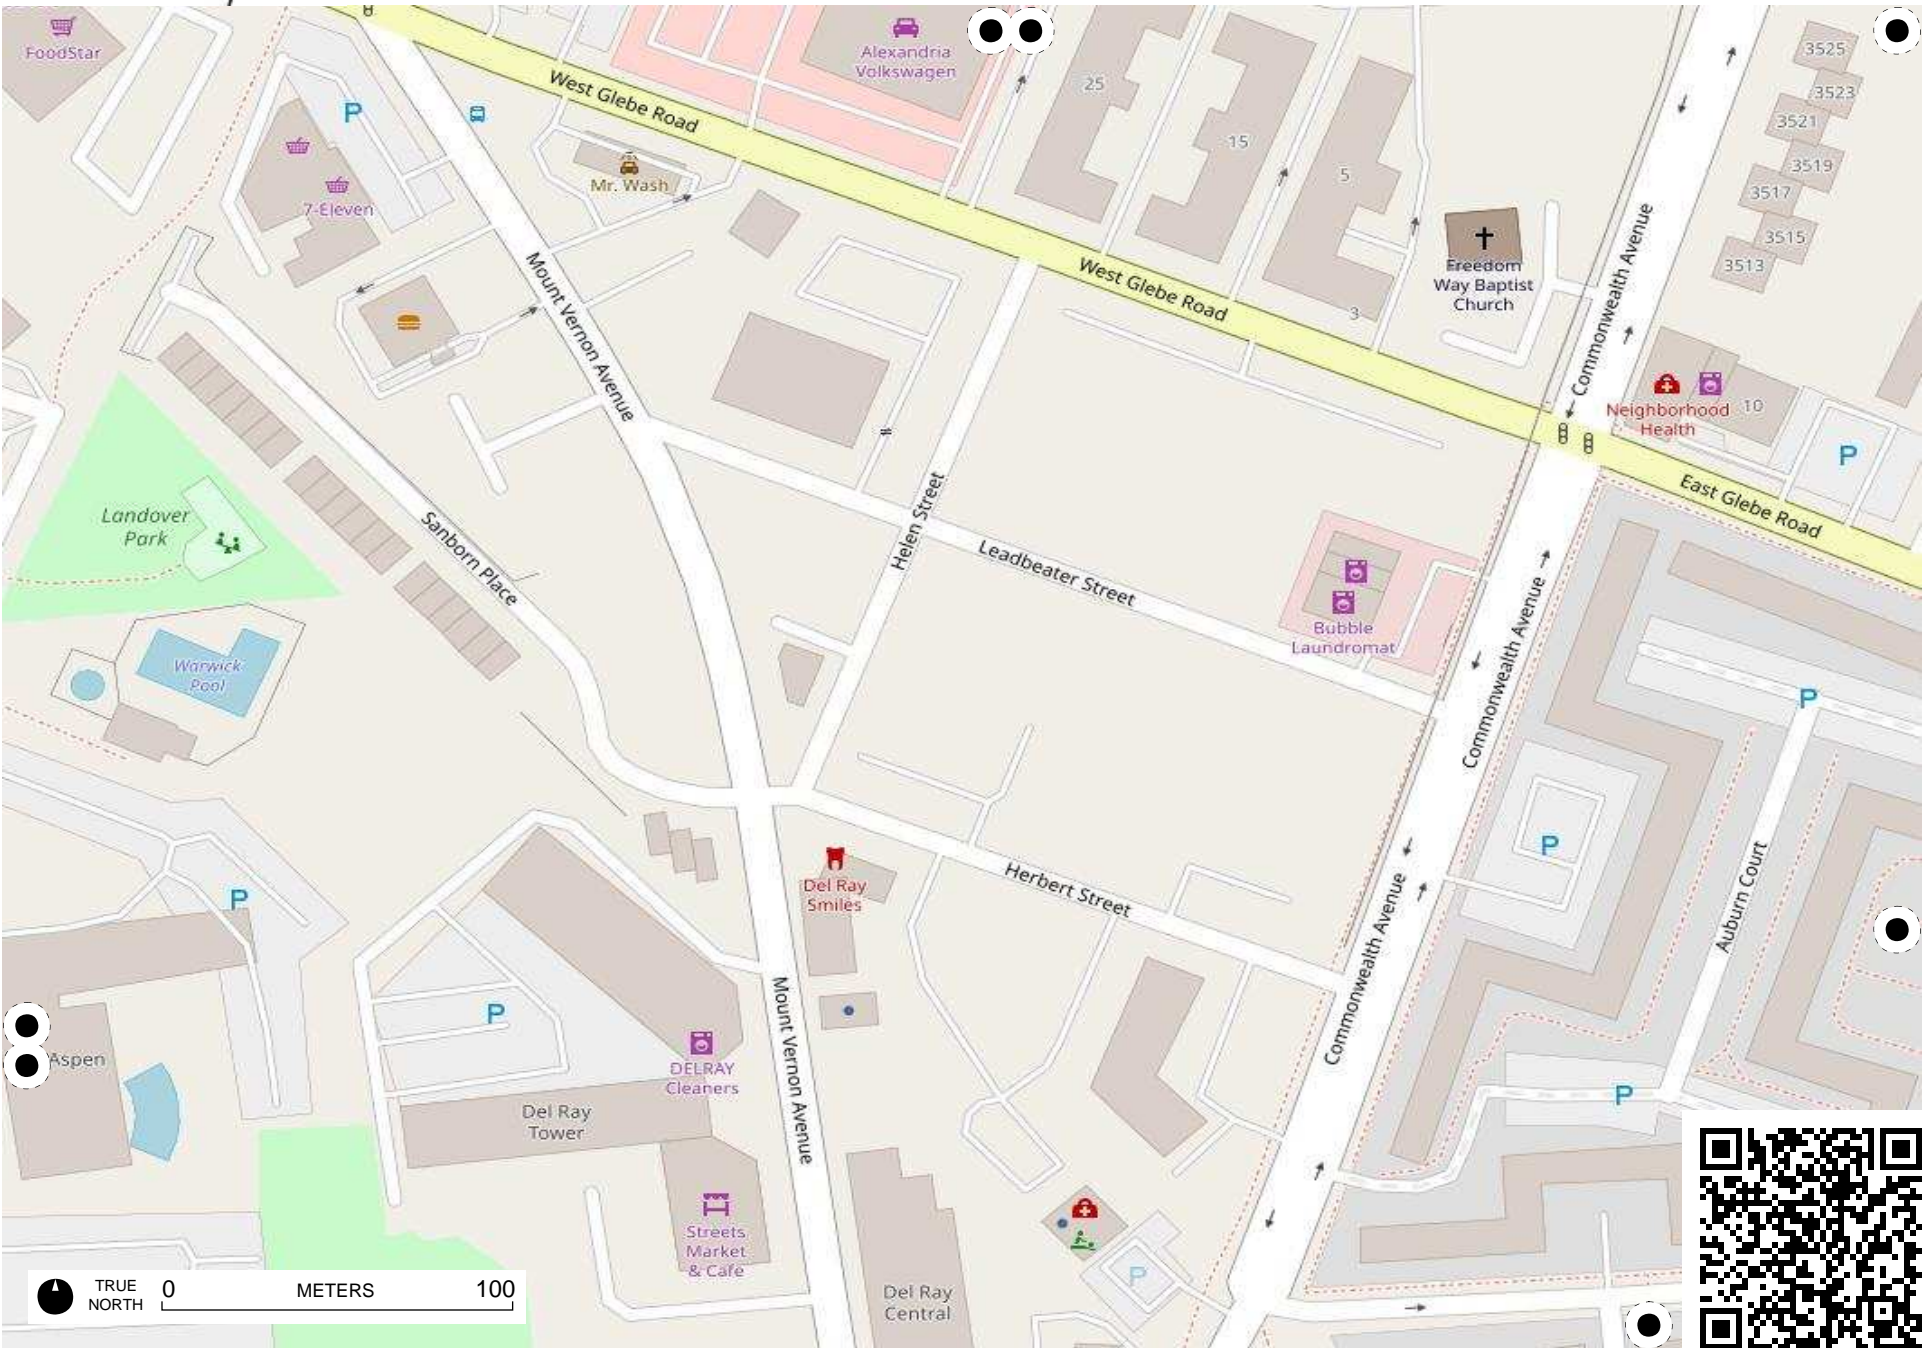 FoodStar
Alexandria
Volkswagen
West Glebe Road
25
15
5
3
3525
3523
3521
3519
3517
3515
3513
P
7-Eleven
Mr. Wash
Mount Vernon Avenue
West Glebe Road
Freedom
Way Baptist
Church
Commonwealth Avenue
Neighborhood
Health
10
P
East Glebe Road
Landover
Park
Sanborn Place
Helen Street
Leadbeater Street
Bubble
Laundromat
Commonwealth Avenue
Warwick
Pool
P
P
Del Ray
Smiles
Herbert Street
Commonwealth Avenue
P
Auburn Court
P
Mount Vernon Avenue
Aspen
DELRAY
Cleaners
Del Ray
Tower
P
Streets
Market
& Cafe
Del Ray
Central
P
TRUE
NORTH
0 METERS 100